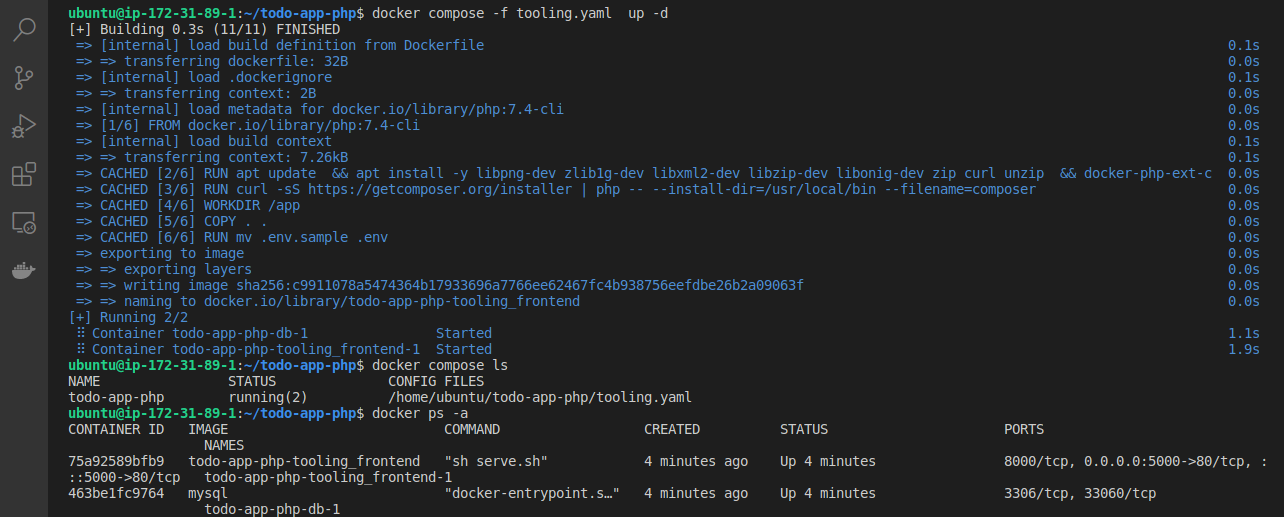 ubuntu@ip-172-31-89-1:~/todo-app-php$ docker compose -f tooling.yaml  up -d
[+] Building 0.3s (11/11) FINISHED
 => [internal] load build definition from Dockerfile 0.1s
 => => transferring dockerfile: 32B 0.0s
 => [internal] load .dockerignore 0.1s
 => => transferring context: 2B 0.0s
 => [internal] load metadata for docker.io/library/php:7.4-cli 0.0s
 => [1/6] FROM docker.io/library/php:7.4-cli 0.0s
 => [internal] load build context 0.1s
 => => transferring context: 7.26kB 0.1s
 => CACHED [2/6] RUN apt update  && apt install -y libpng-dev zlib1g-dev libxml2-dev libzip-dev libonig-dev zip curl unzip  && docker-php-ext-c 0.0s
 => CACHED [3/6] RUN curl -sS https://getcomposer.org/installer | php -- --install-dir=/usr/local/bin --filename=composer 0.0s
 => CACHED [4/6] WORKDIR /app 0.0s
 => CACHED [5/6] COPY . . 0.0s
 => CACHED [6/6] RUN mv .env.sample .env 0.0s
 => exporting to image 0.0s
 => => exporting layers 0.0s
 => => writing image sha256:c9911078a5474364b17933696a7766ee62467fc4b938756eefdbe26b2a09063f 0.0s
 => => naming to docker.io/library/todo-app-php-tooling_frontend 0.0s
[+] Running 2/2
 ⠿ Container todo-app-php-db-1                Started 1.1s
 ⠿ Container todo-app-php-tooling_frontend-1  Started 1.9s
ubuntu@ip-172-31-89-1:~/todo-app-php$ docker compose ls
NAME                STATUS              CONFIG FILES
todo-app-php        running(2)          /home/ubuntu/todo-app-php/tooling.yaml
ubuntu@ip-172-31-89-1:~/todo-app-php$ docker ps -a
CONTAINER ID   IMAGE                           COMMAND                  CREATED          STATUS                      PORTS
                 NAMES
75a92589bfb9   todo-app-php-tooling_frontend   "sh serve.sh"            4 minutes ago    Up 4 minutes                8000/tcp, 0.0.0.0:5000->80/tcp, :
::5000->80/tcp   todo-app-php-tooling_frontend-1
463be1fc9764   mysql                           "docker-entrypoint.s…"   4 minutes ago    Up 4 minutes                3306/tcp, 33060/tcp
                 todo-app-php-db-1